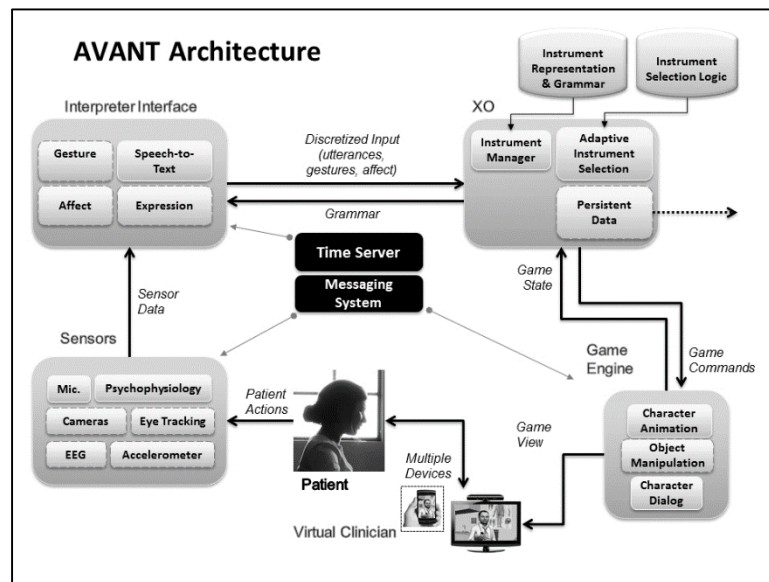 AVANT Architecture
Instrument
Representation
& Grammar
Instrument
Selection Logic
Interpreter Interface
XO
Gesture
Speech-to-
Text
Affect
Expression
Discretized Input
(utterances,
gestures, affect)
Grammar
Instrument
Manager
Adaptive
Instrument
Selection
Persistent
Data
Time Server
Messaging
System
Sensor
Data
Game
State
Game
Commands
Sensors
Mic.
Psychophysiology
Cameras
Eye Tracking
EEG
Accelerometer
Patient
Actions
Patient
Multiple
Devices
Virtual Clinician
Game
View
Game
Engine
Character
Animation
Object
Manipulation
Character
Dialog